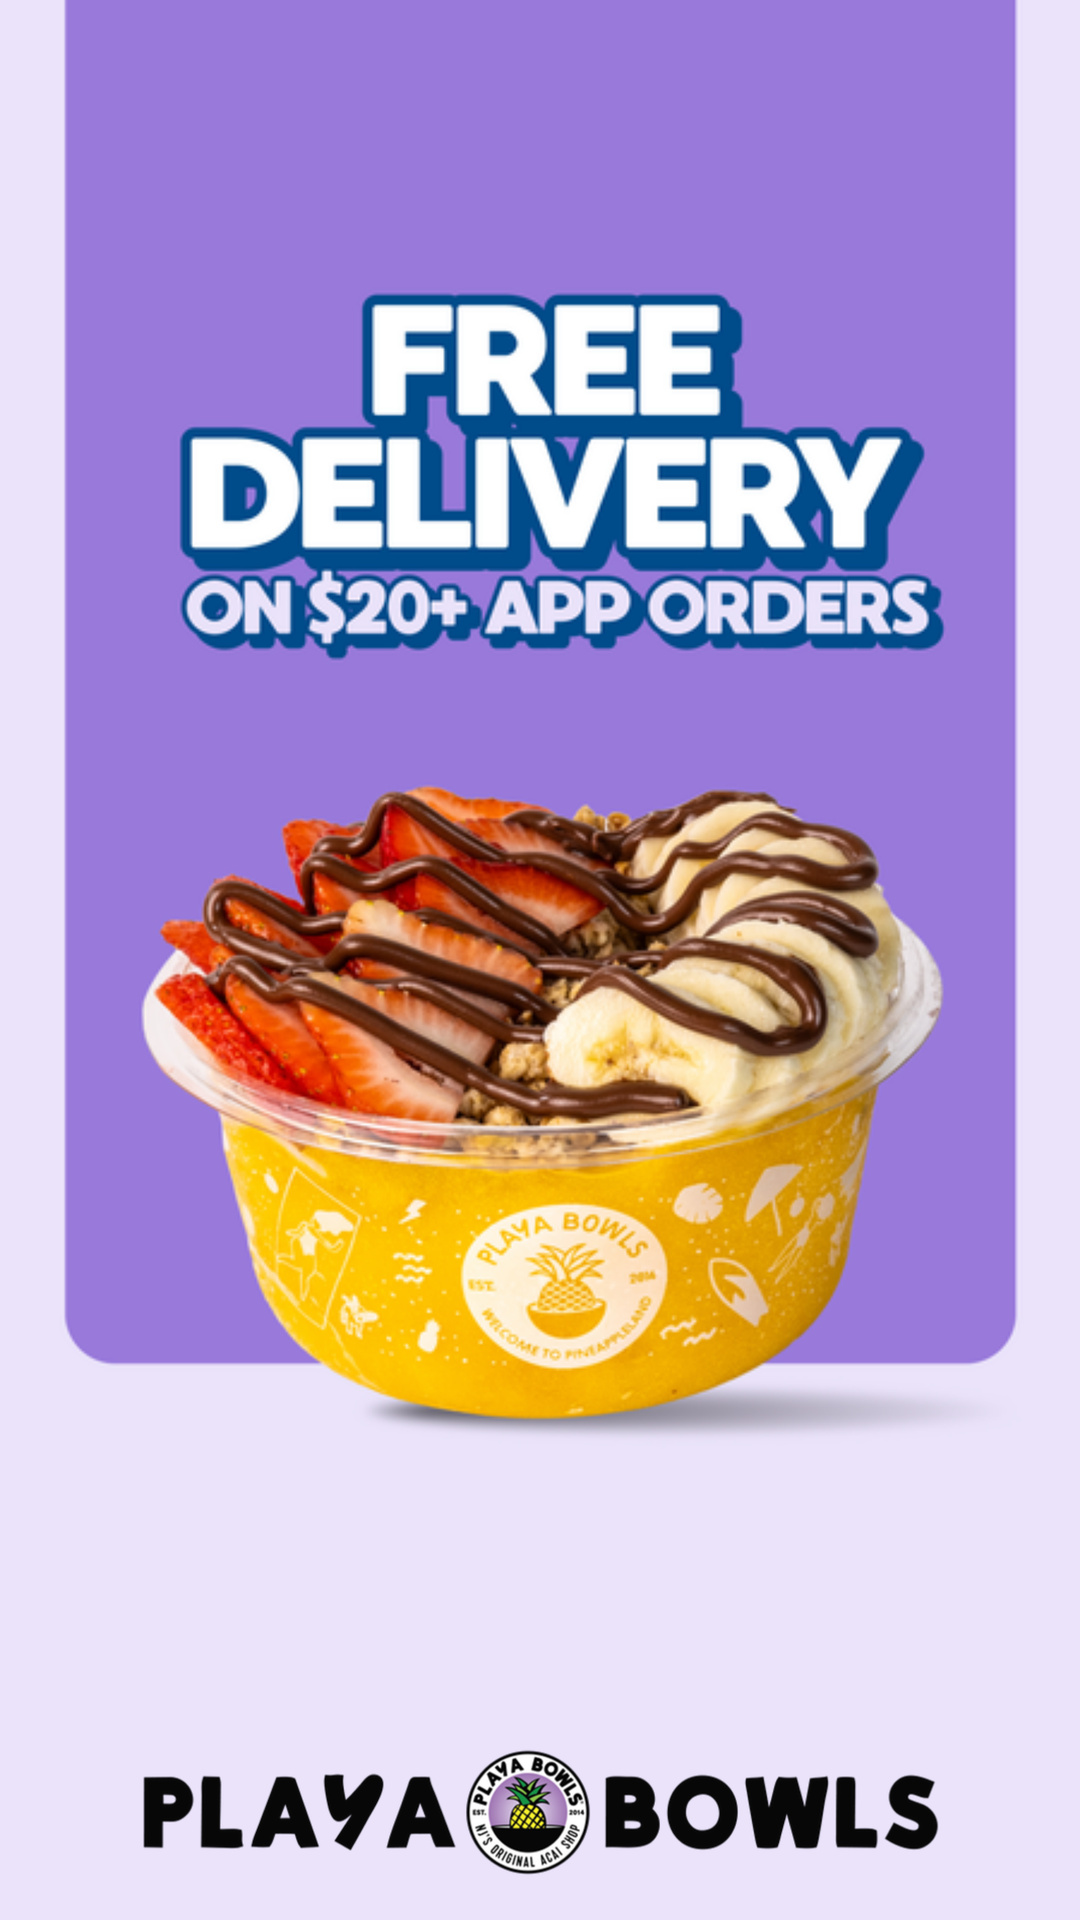 FREE
DELIVERY
ON $20+ APP ORDERS
PLAYA BOWLS
EST. 2014
WELCOME TO PINEAPPLELAND
PLAYA BOWLS
PLAYA BOWLS
EST. 2014
NJ'S ORIGINAL ACAI SHOP